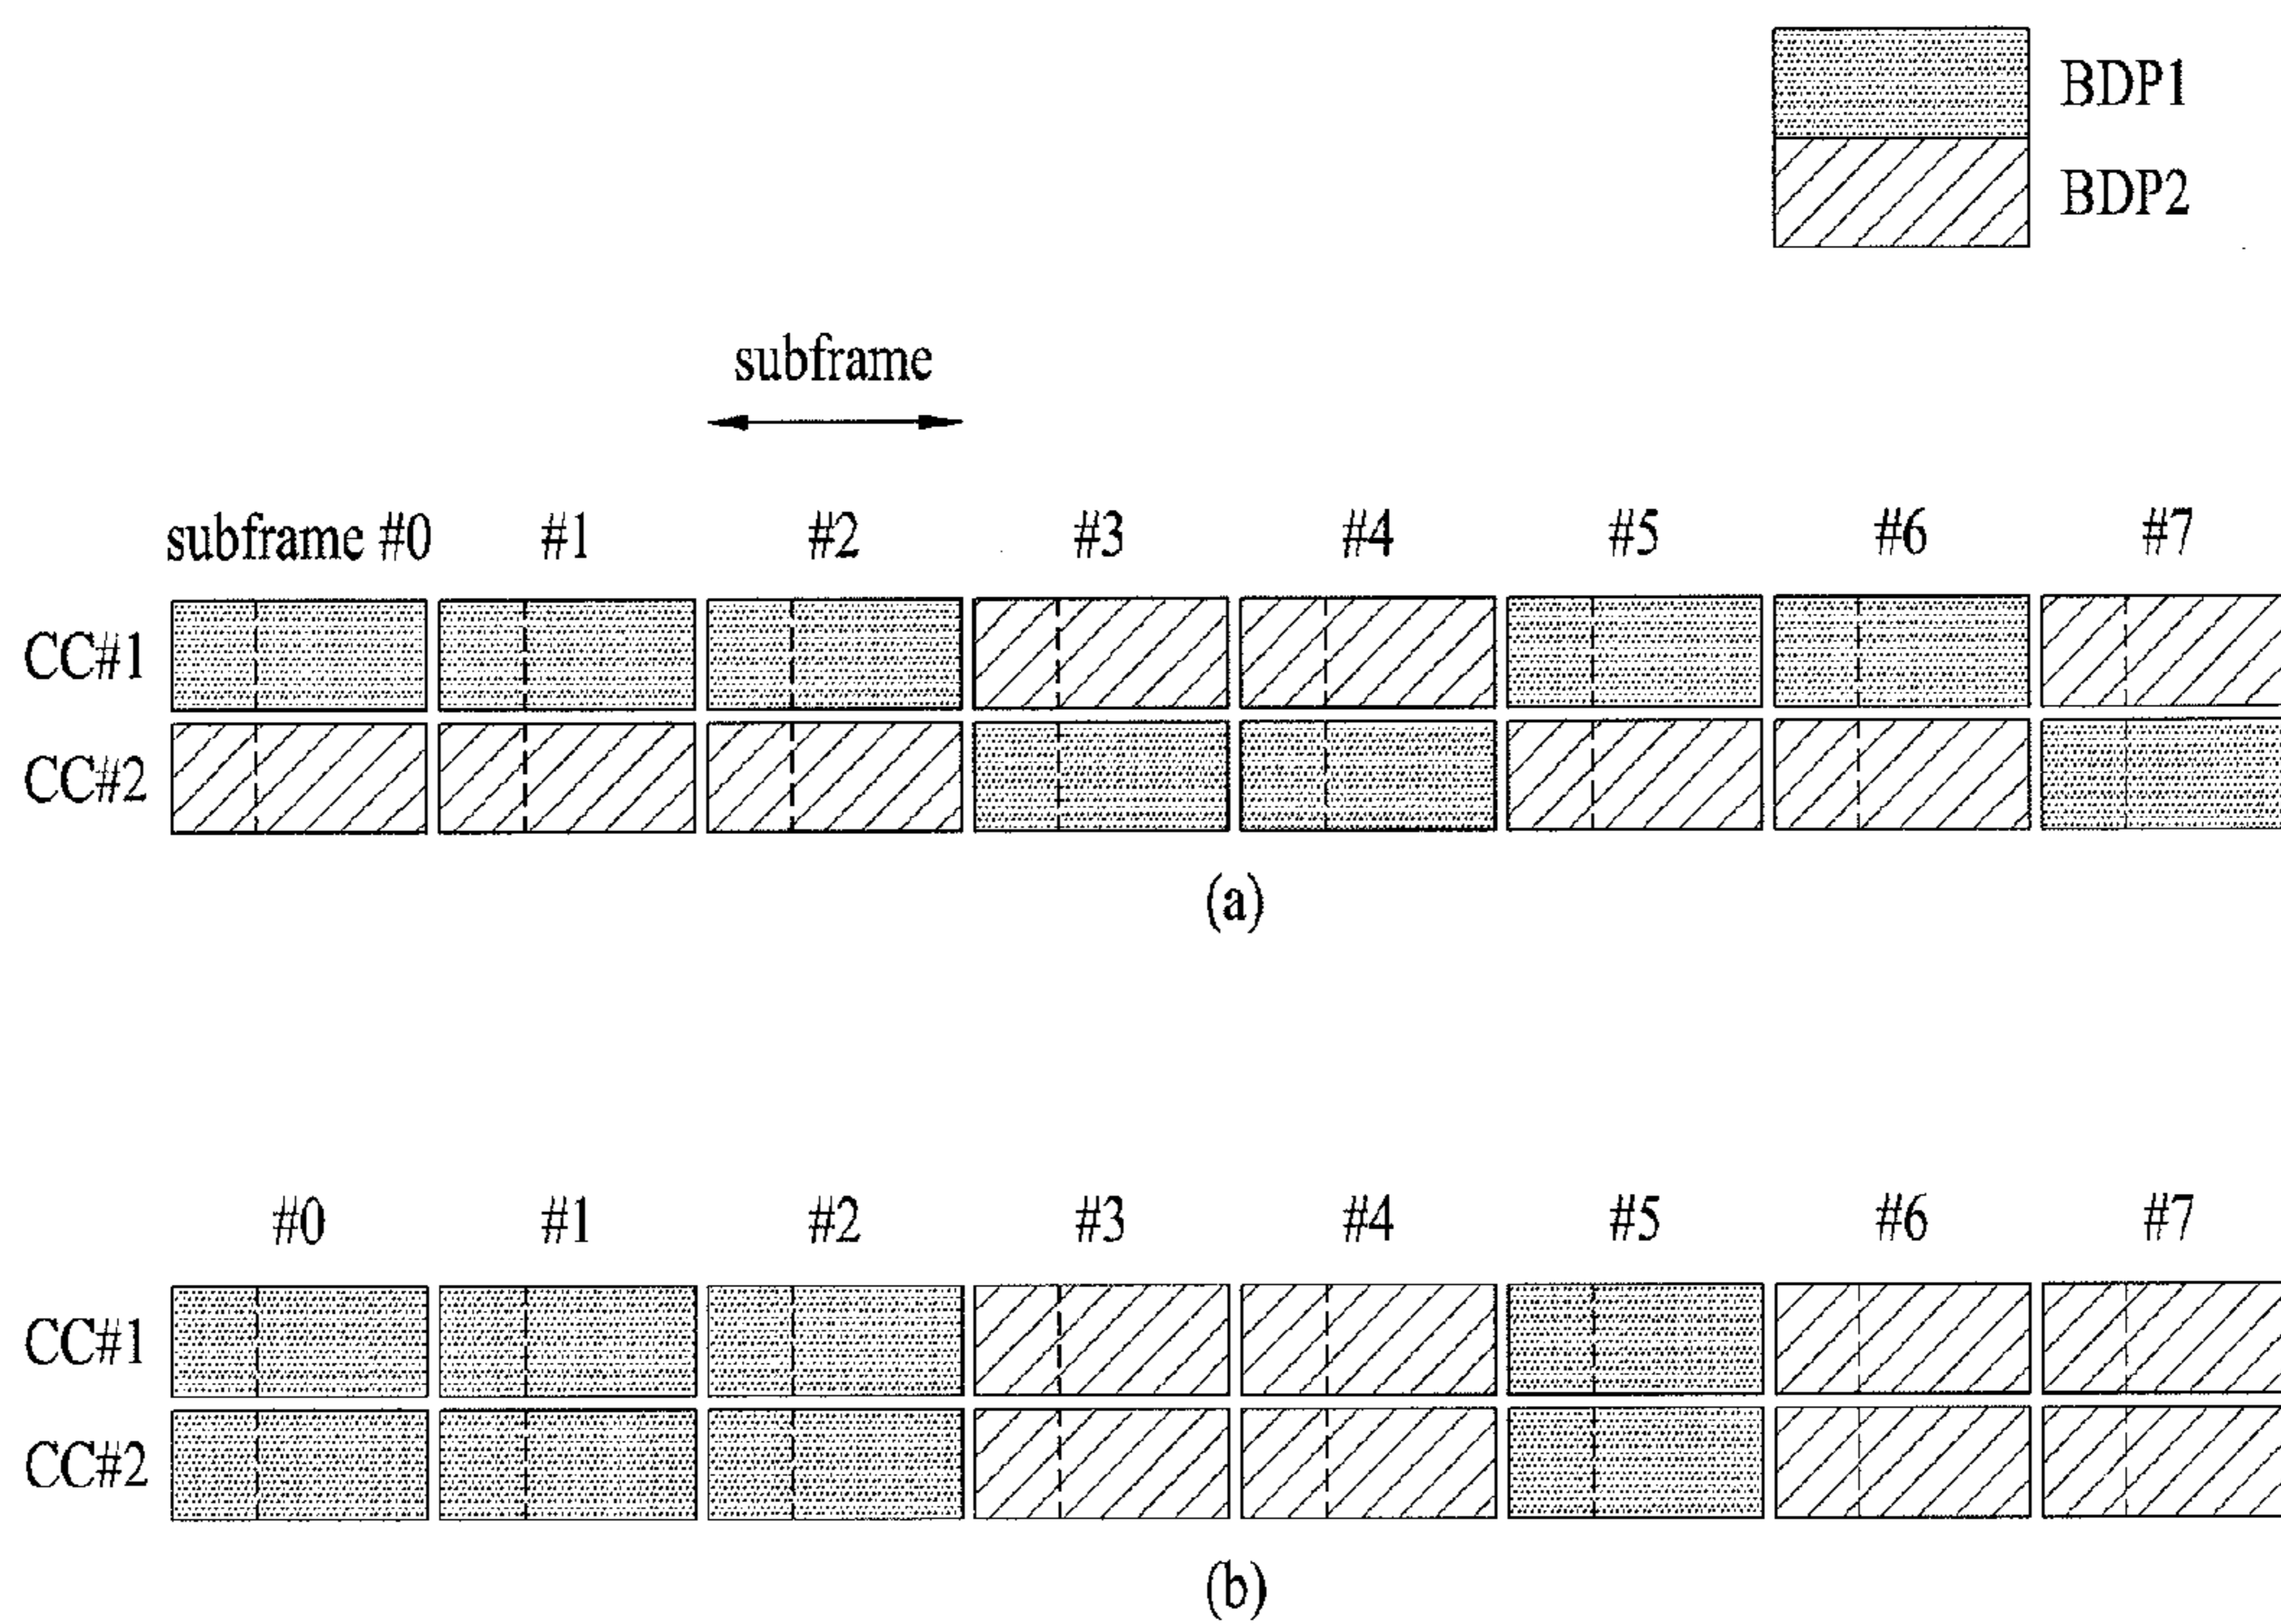 BDP1
BDP2
subframe
subframe #0 #1 #2 #3 #4 #5 #6 #7
CC#1
CC#2
(a)
#0 #1 #2 #3 #4 #5 #6 #7
CC#1
CC#2
(b)